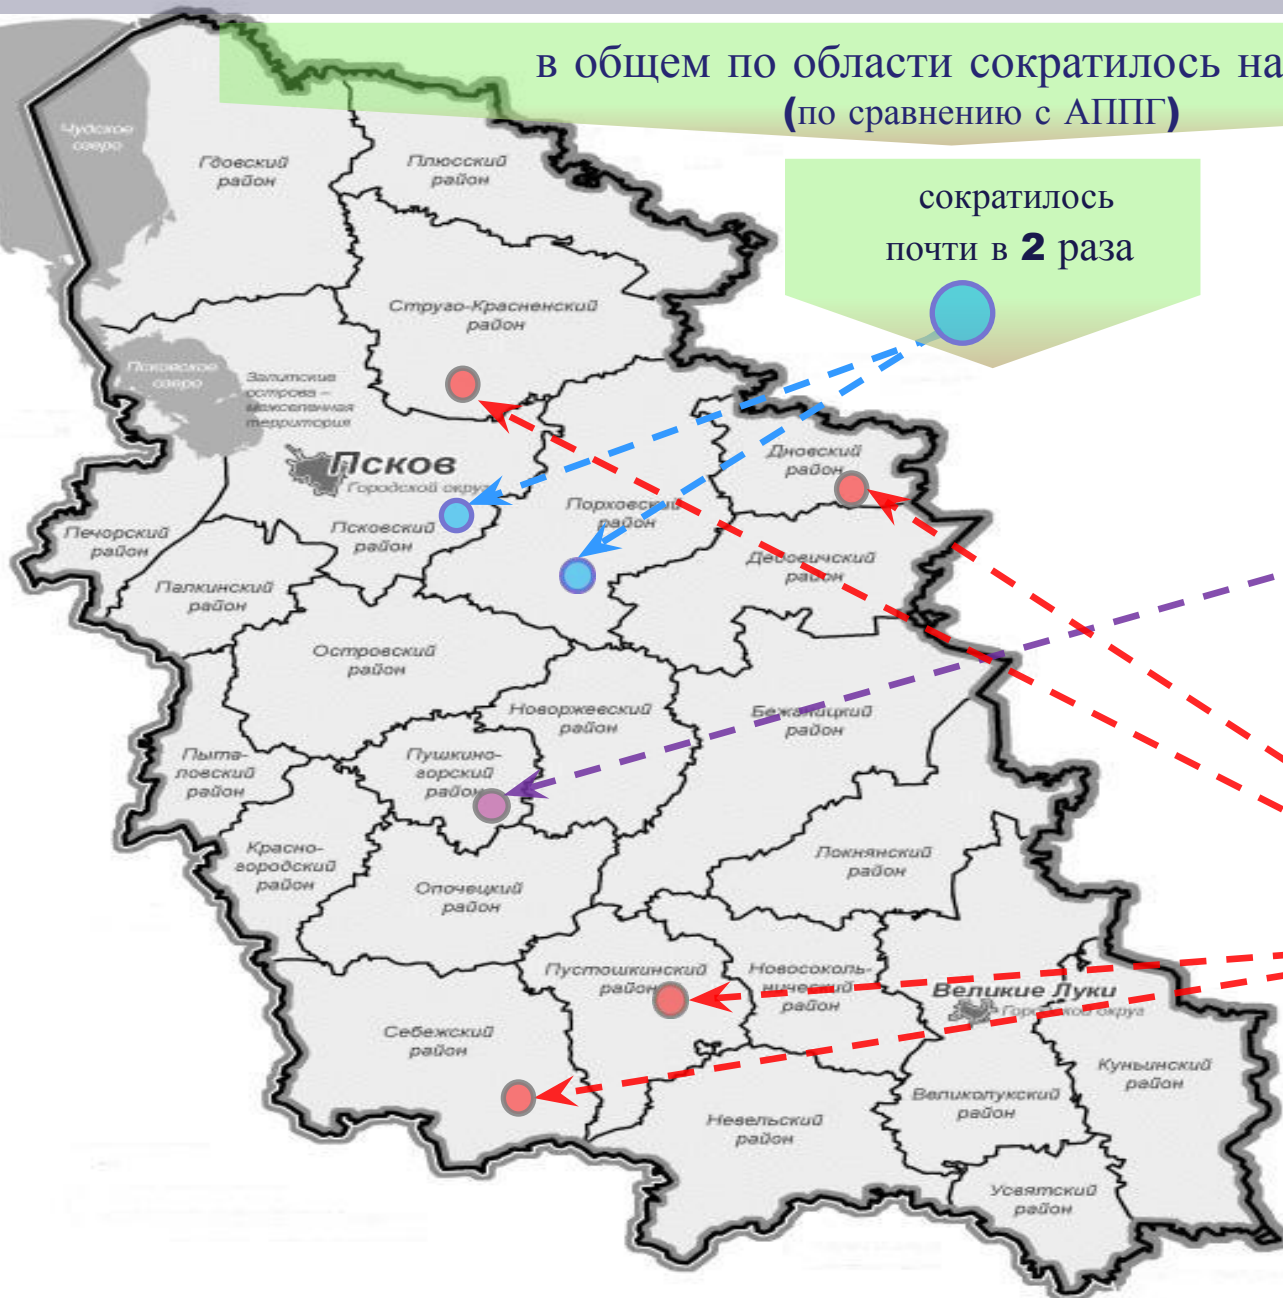 в общем по области сократилось на
(по сравнению с АППГ)
сократилось
почти в 2 раза
Чудское
озеро
Гдовский
район
Плюсский
район
Струго-Красненский
район
Псковское
озеро
Залитские
острова –
межселенная
территория
Псков
Городской округ
Дновский
район
Порховский
район
Псковский
район
Печорский
район
Палкинский
район
Дедовичский
район
Островский
район
Новоржевский
район
Бежаницкий
район
Пыта-
ловский
район
Пушкино-
горский
район
Красно-
городский
район
Опочецкий
район
Локнянский
район
Пустошкинский
район
Новосоколь-
нический
район
Великие Луки
Городской округ
Себежский
район
Куньинский
район
Великолукский
район
Невельский
район
Усвятский
район